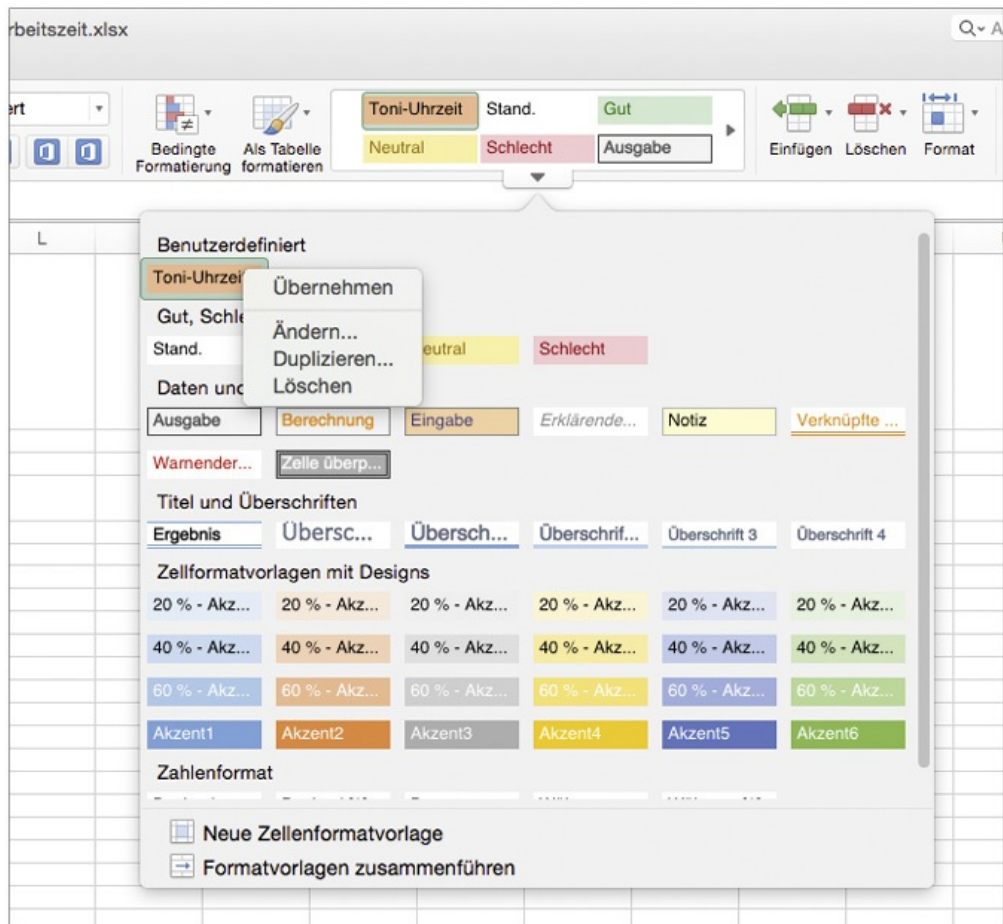 rbeitszeit.xlsx
A
ert
Bedingte
Formatierung
Als Tabelle
formatieren
Toni-Uhrzeit Stand. Gut
Neutral Schlecht Ausgabe
Einfügen Löschen Format
L
Benutzerdefiniert
Toni-Uhrzei
Übernehmen
Ändern...
Duplizieren...
Löschen
Gut, Schle
Stand. eutral Schlecht
Daten und
Ausgabe Berechnung Eingabe Erklärende... Notiz Verknüpfte ...
Warnender... Zelle überp...
Titel und Überschriften
Ergebnis Übersc... Übersch... Überschrif... Überschrift 3 Überschrift 4
Zellformatvorlagen mit Designs
20 % - Akz... 20 % - Akz... 20 % - Akz... 20 % - Akz... 20 % - Akz... 20 % - Akz...
40 % - Akz... 40 % - Akz... 40 % - Akz... 40 % - Akz... 40 % - Akz... 40 % - Akz...
60 % - Akz... 60 % - Akz... 60 % - Akz... 60 % - Akz... 60 % - Akz... 60 % - Akz...
Akzent1 Akzent2 Akzent3 Akzent4 Akzent5 Akzent6
Zahlenformat
Neue Zellenformatvorlage
Formatvorlagen zusammenführen